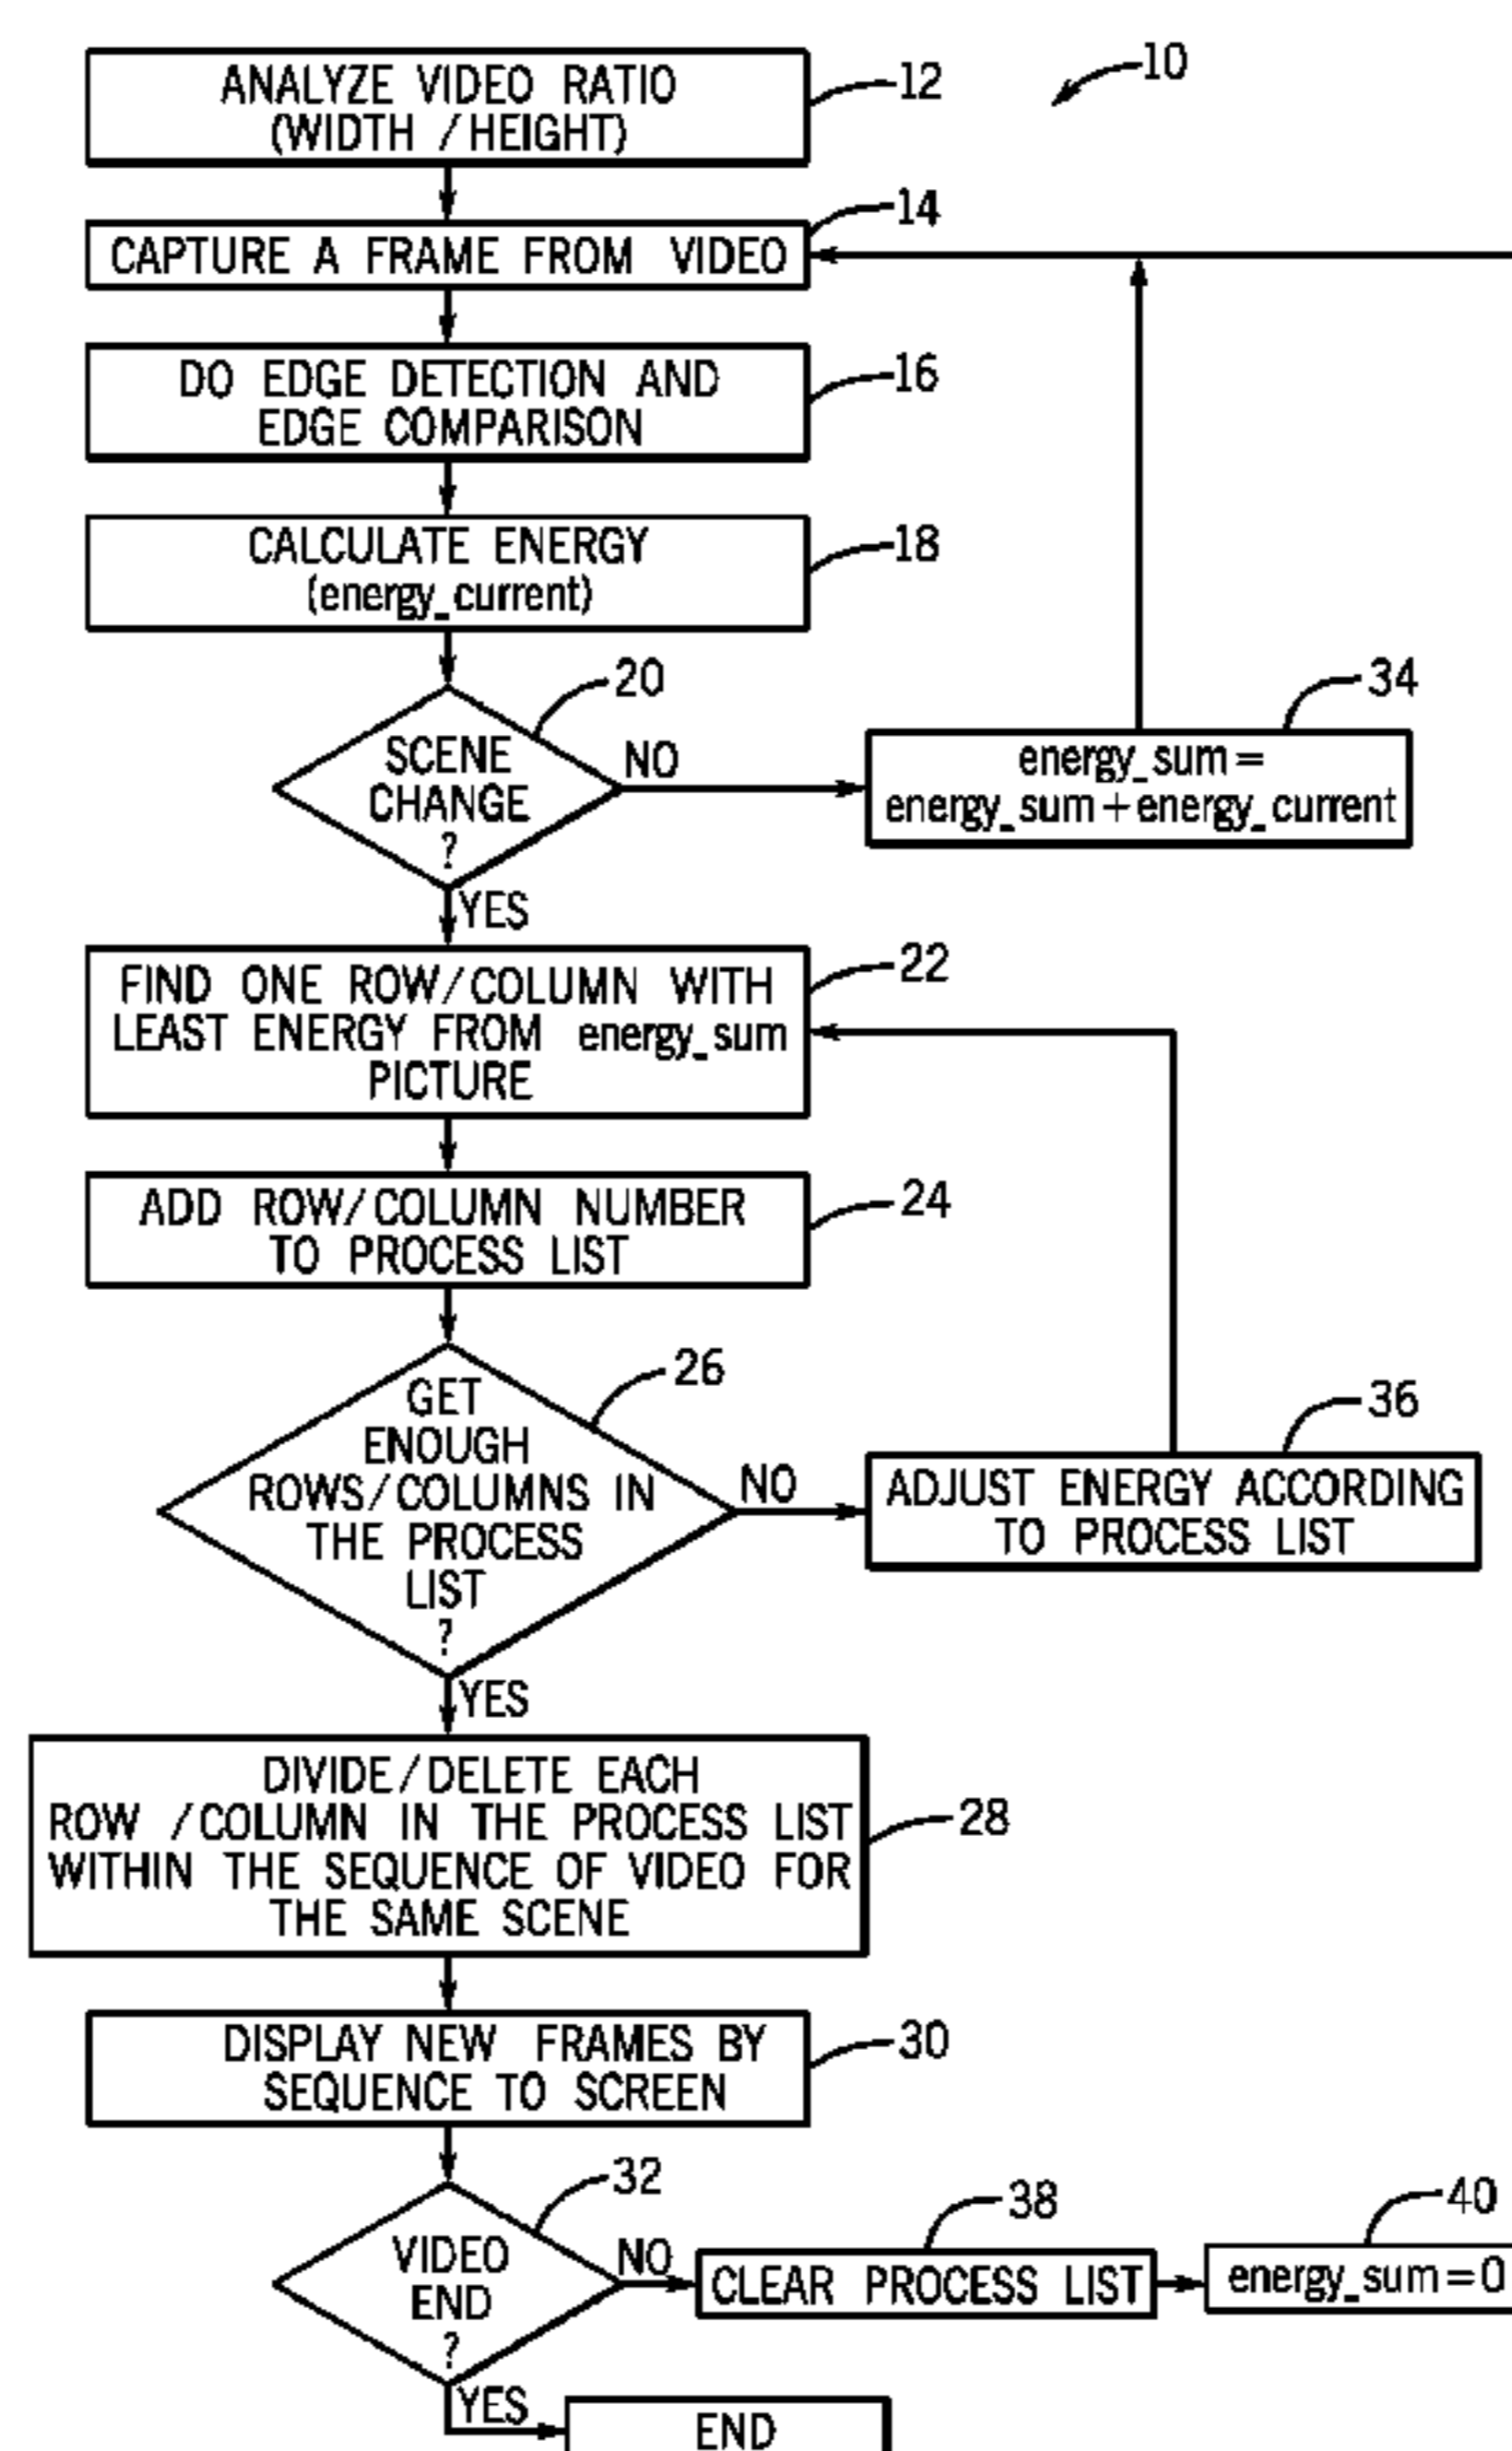 10
ANALYZE VIDEO RATIO
(WIDTH / HEIGHT)
12
CAPTURE A FRAME FROM VIDEO
14
DO EDGE DETECTION AND
EDGE COMPARISON
16
CALCULATE ENERGY
(energy_current)
18
SCENE
CHANGE
?
20
NO
energy_sum =
energy_sum + energy_current
34
YES
FIND ONE ROW/COLUMN WITH
LEAST ENERGY FROM energy_sum
PICTURE
22
ADD ROW/COLUMN NUMBER
TO PROCESS LIST
24
GET
ENOUGH
ROWS/COLUMNS IN
THE PROCESS
LIST
?
26
NO
ADJUST ENERGY ACCORDING
TO PROCESS LIST
36
YES
DIVIDE/DELETE EACH
ROW /COLUMN IN THE PROCESS LIST
WITHIN THE SEQUENCE OF VIDEO FOR
THE SAME SCENE
28
DISPLAY NEW FRAMES BY
SEQUENCE TO SCREEN
30
VIDEO
END
?
32
NO
CLEAR PROCESS LIST
38
energy_sum = 0
40
YES
END